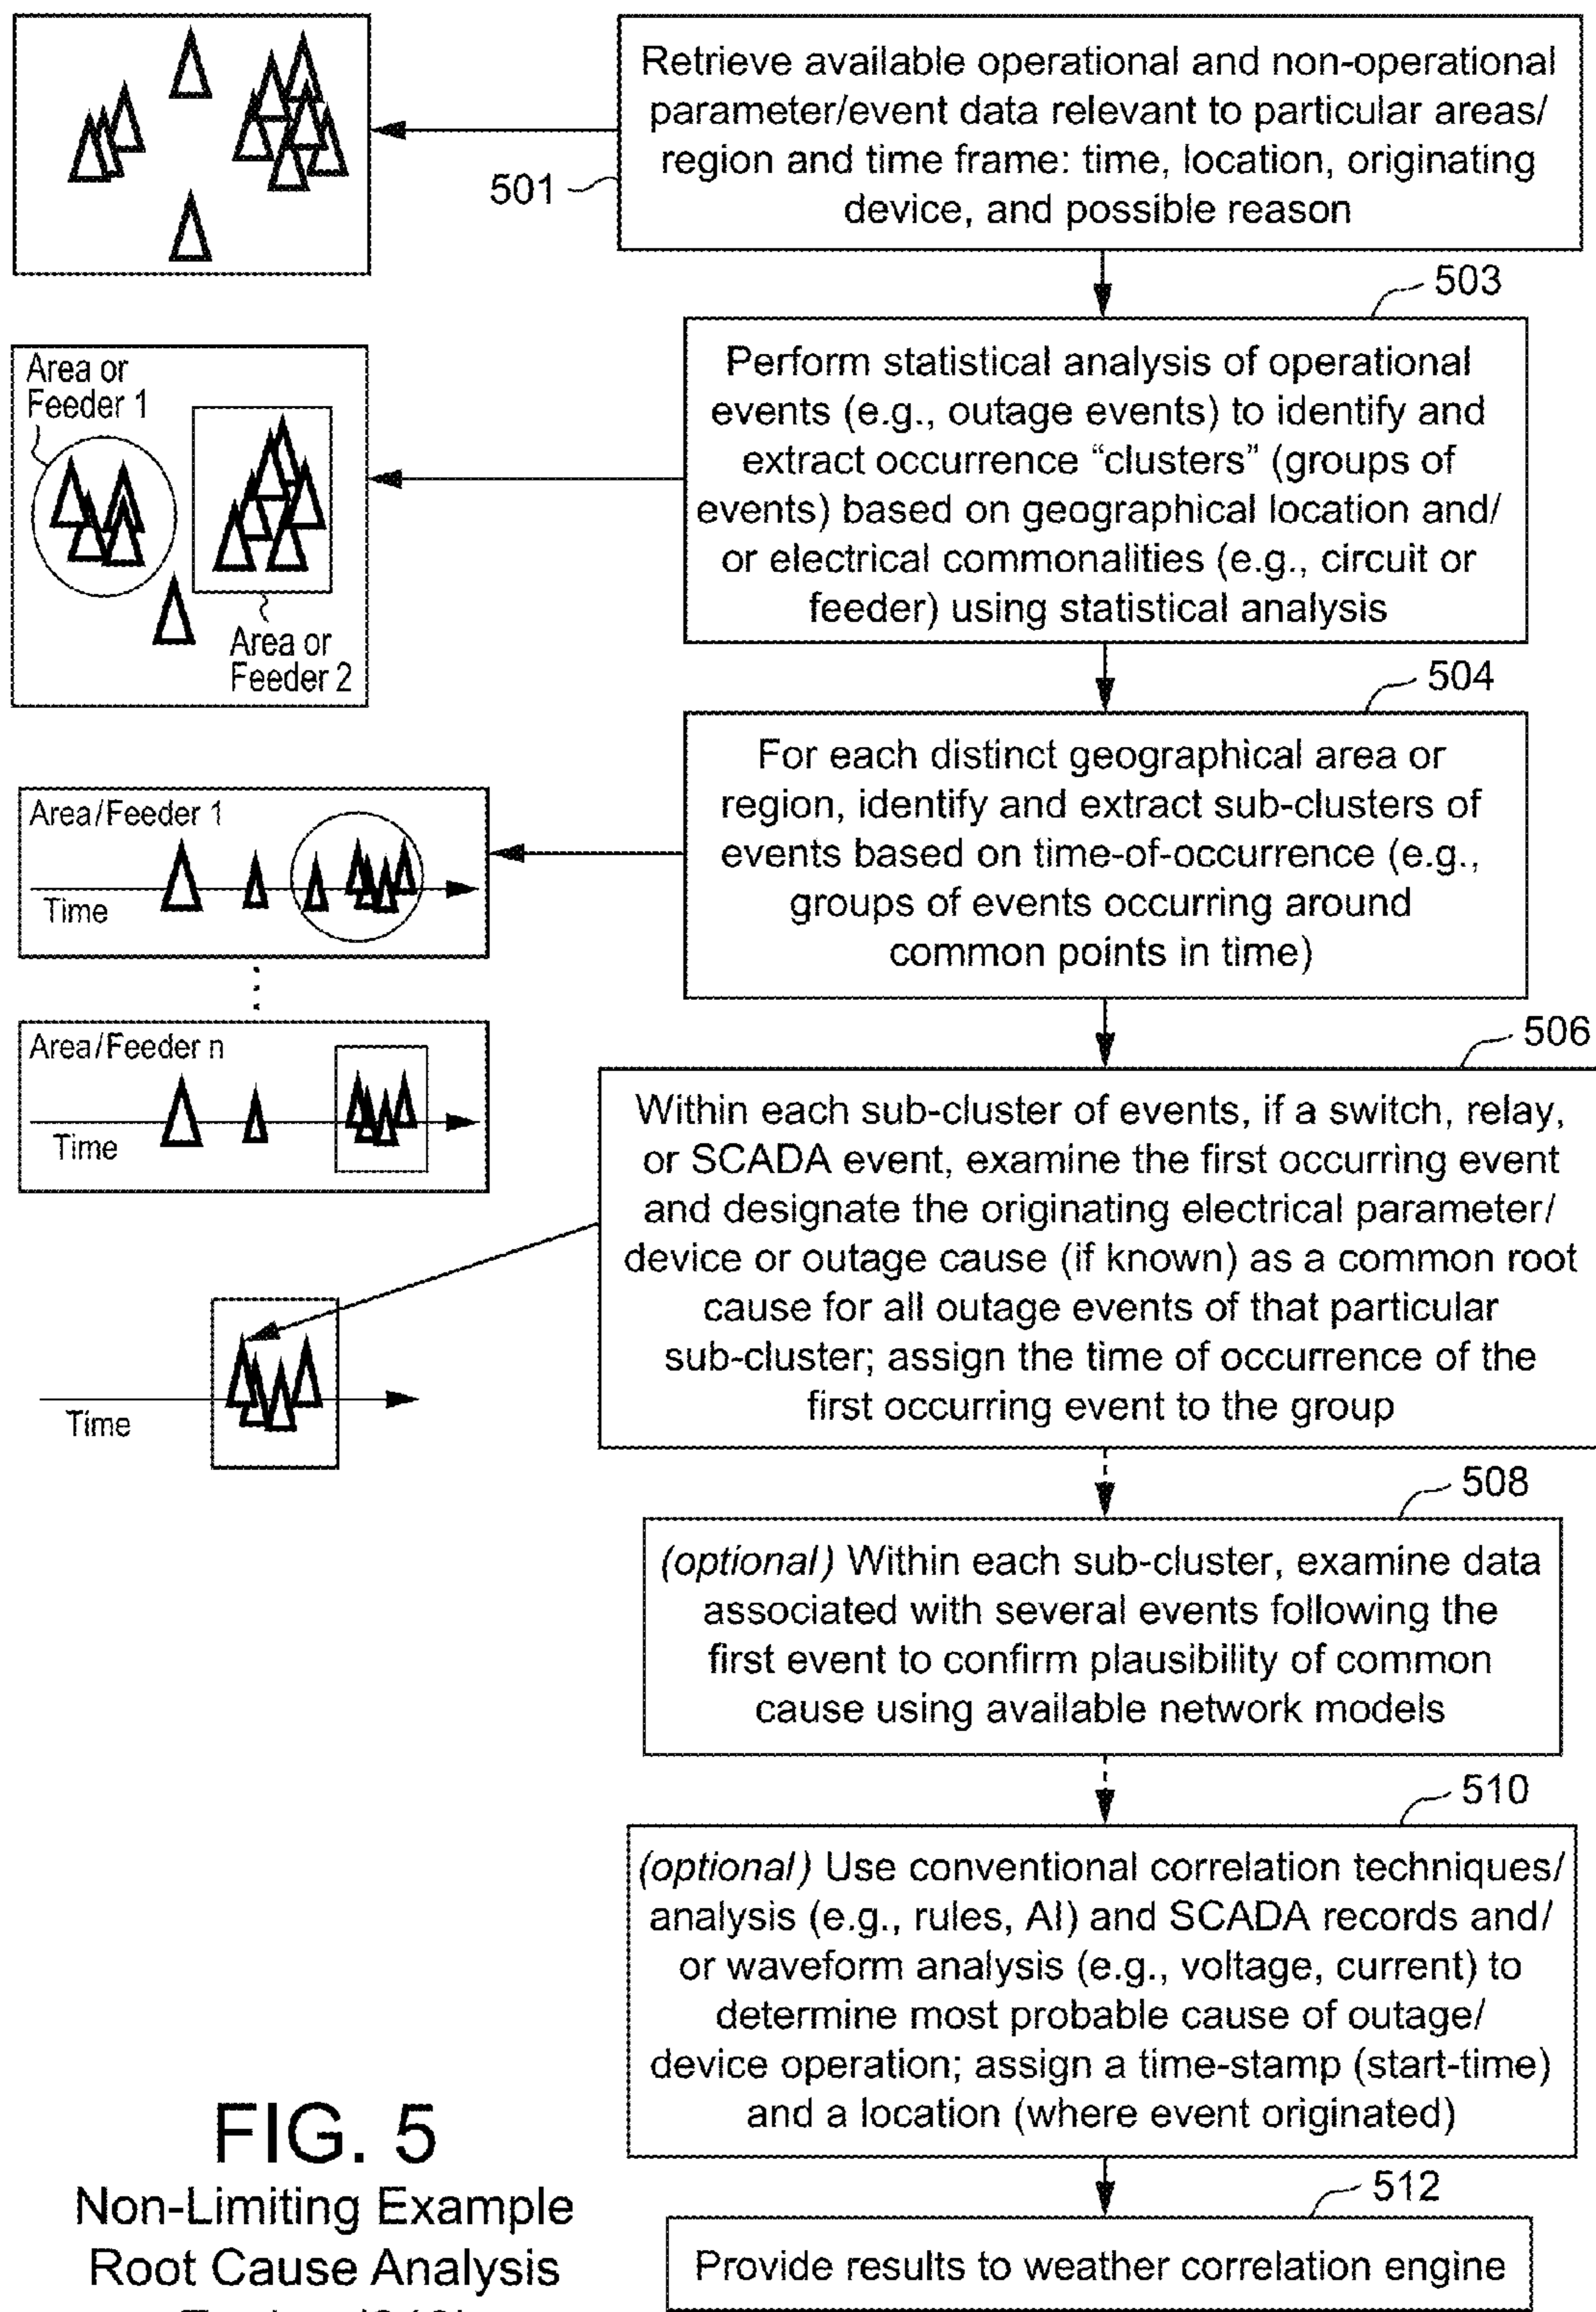 Retrieve available operational and non-operational
parameter/event data relevant to particular areas/
region and time frame: time, location, originating
device, and possible reason
501
503
Perform statistical analysis of operational
events (e.g., outage events) to identify and
extract occurrence “clusters” (groups of
events) based on geographical location and/
or electrical commonalities (e.g., circuit or
feeder) using statistical analysis
Area or
Feeder 1
Area or
Feeder 2
504
For each distinct geographical area or
region, identify and extract sub-clusters of
events based on time-of-occurrence (e.g.,
groups of events occurring around
common points in time)
Area/Feeder 1
Time
Area/Feeder n
Time
506
Within each sub-cluster of events, if a switch, relay,
or SCADA event, examine the first occurring event
and designate the originating electrical parameter/
device or outage cause (if known) as a common root
cause for all outage events of that particular
sub-cluster; assign the time of occurrence of the
first occurring event to the group
Time
508
(optional) Within each sub-cluster, examine data
associated with several events following the
first event to confirm plausibility of common
cause using available network models
510
(optional) Use conventional correlation techniques/
analysis (e.g., rules, AI) and SCADA records and/
or waveform analysis (e.g., voltage, current) to
determine most probable cause of outage/
device operation; assign a time-stamp (start-time)
and a location (where event originated)
512
Provide results to weather correlation engine
FIG. 5
Non-Limiting Example
Root Cause Analysis